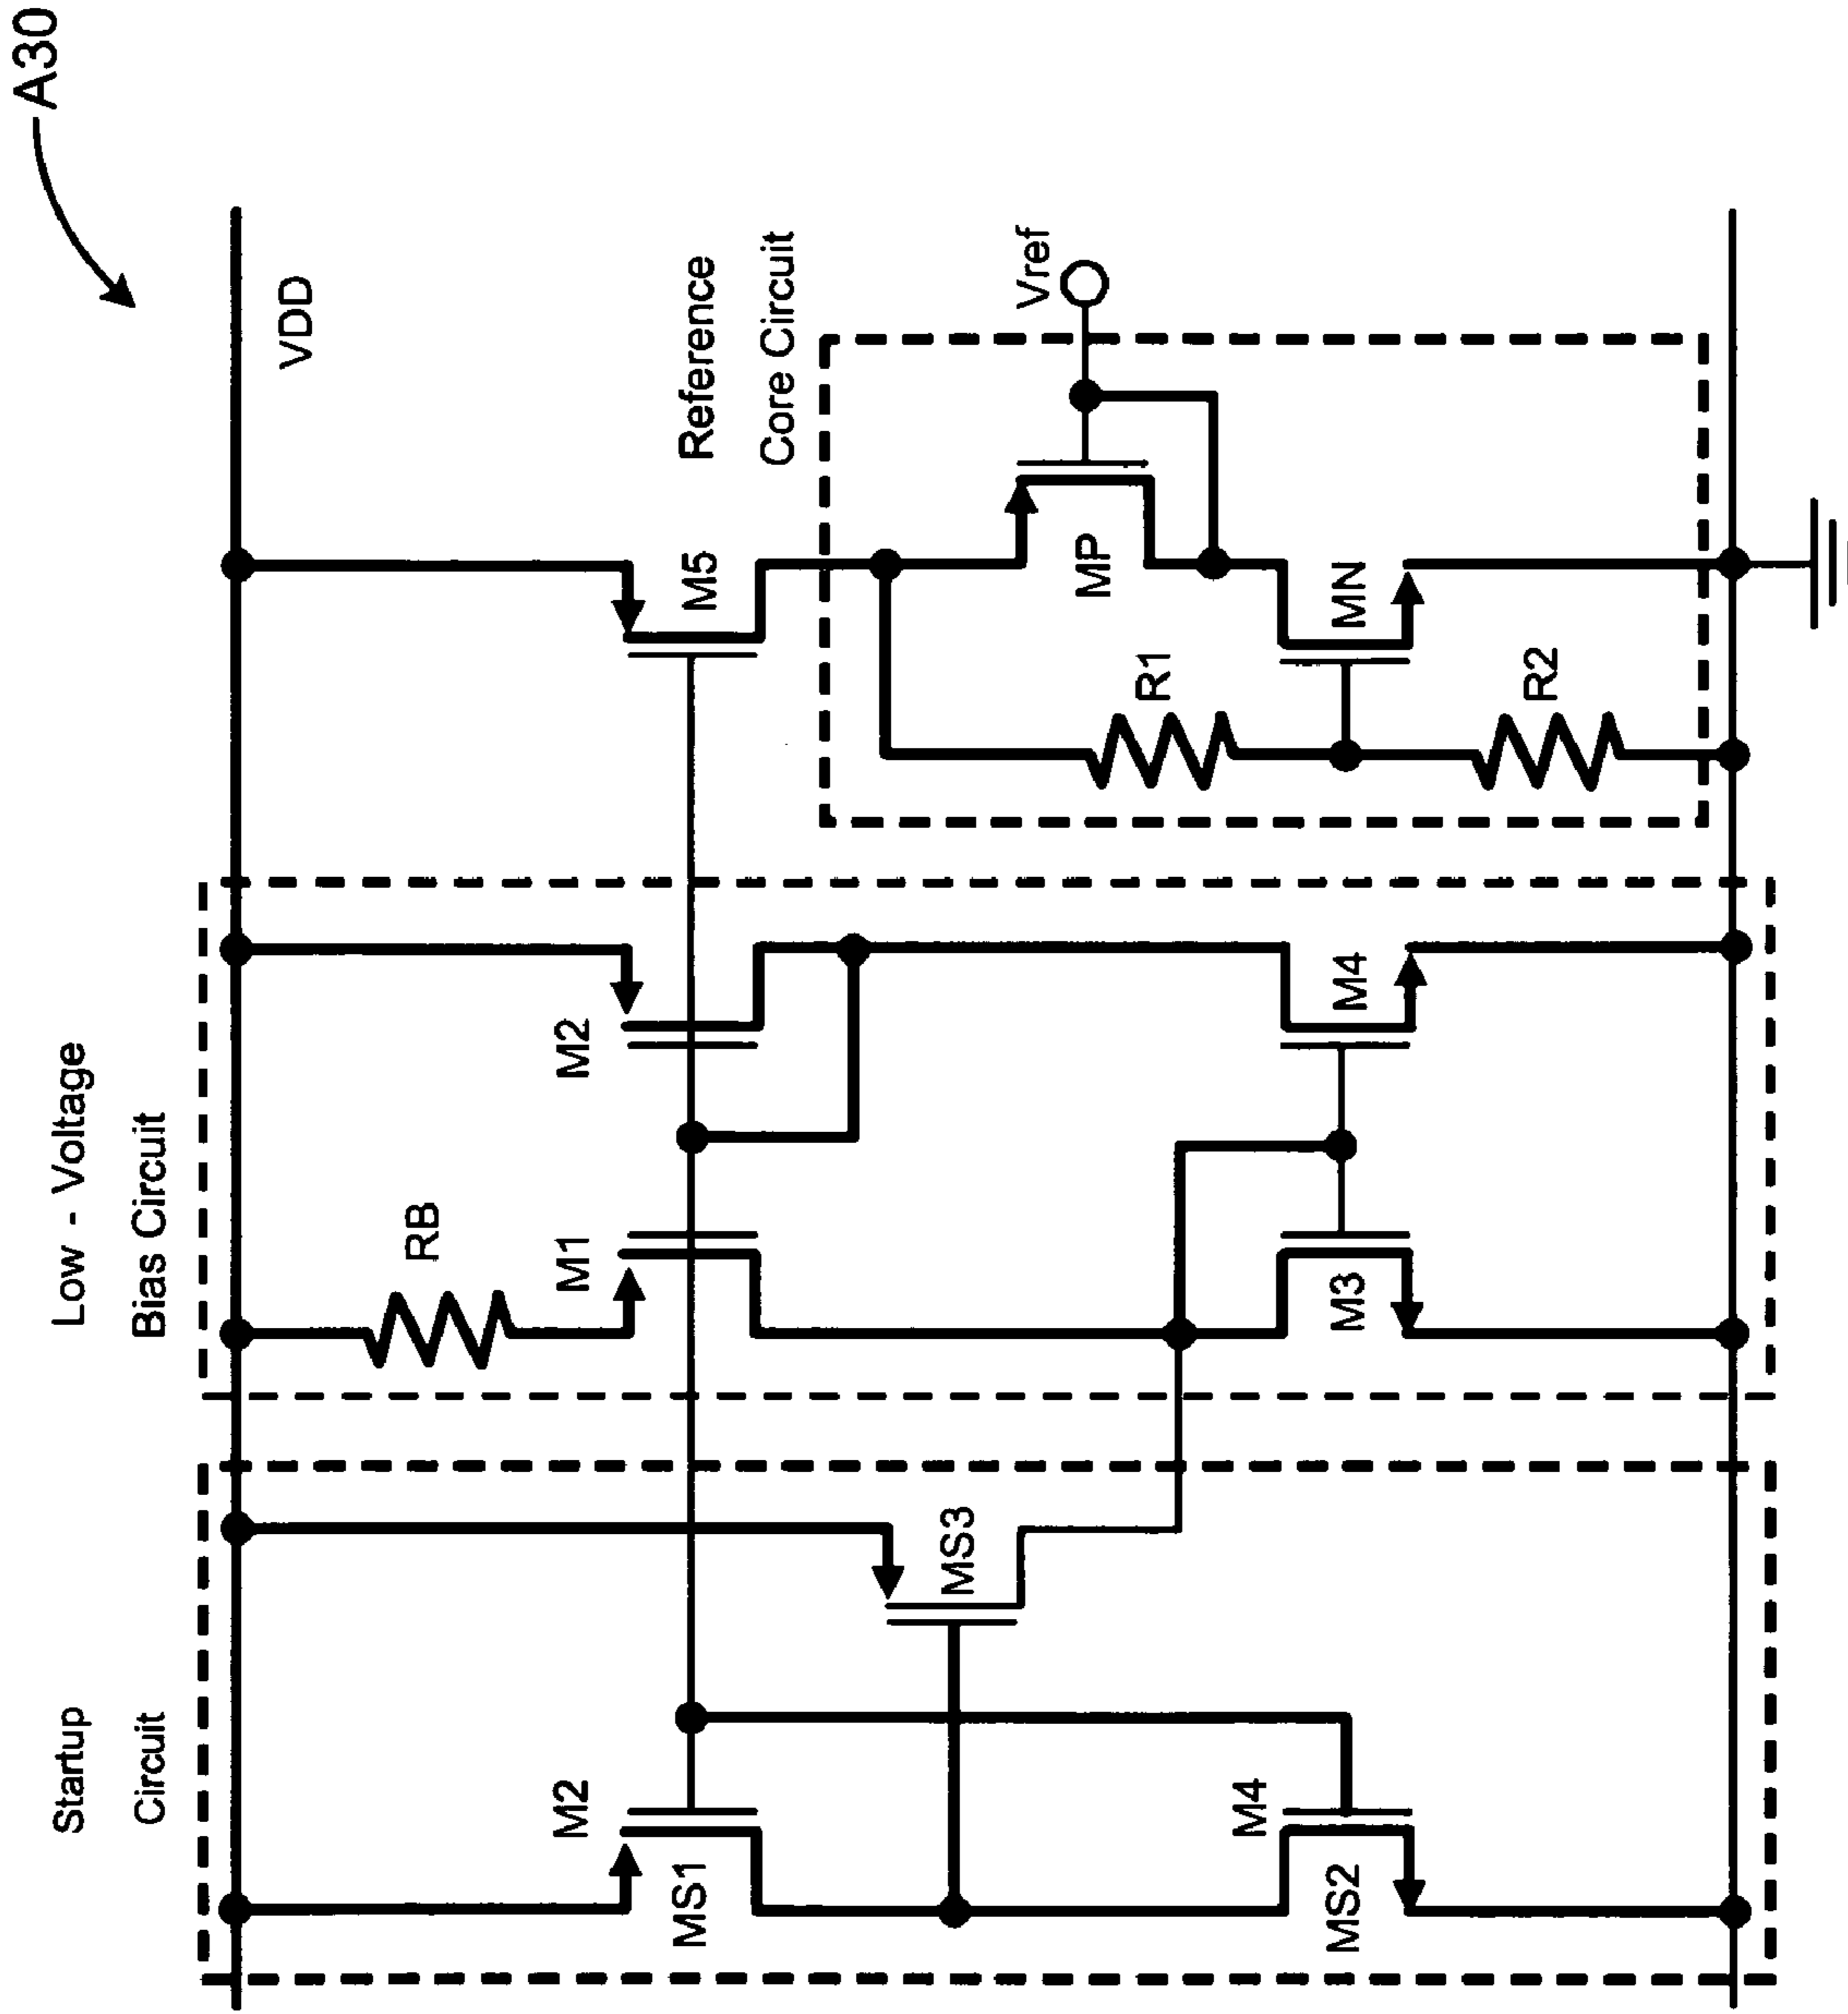 A30
Startup
Circuit
Low - Voltage
Bias Circuit
VDD
Reference
Core Circuit
Vref
M2
MS1
MS3
M4
MS2
RB
M1
M2
M3
M4
M5
MP
MN
R1
R2